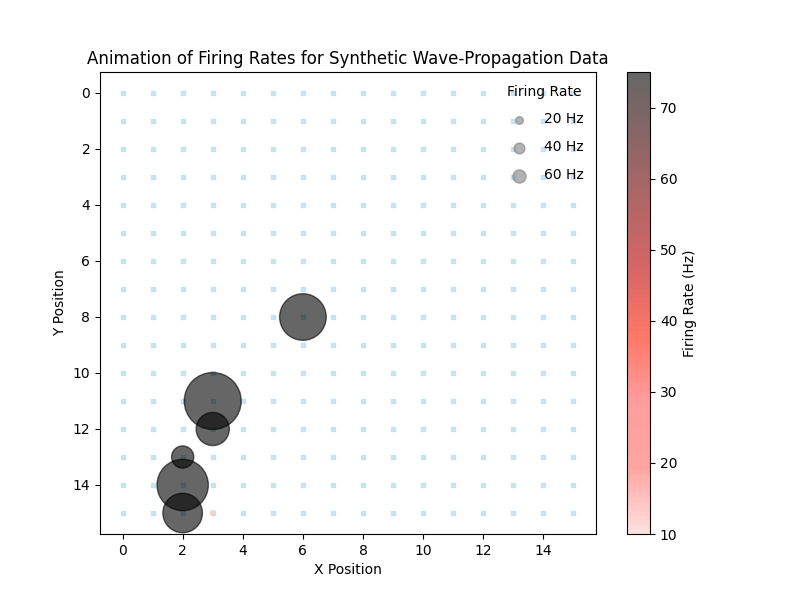 Animation of Firing Rates for Synthetic Wave-Propagation Data
Firing Rate
20 Hz
40 Hz
60 Hz
0
2
4
6
8
10
12
14
Y Position
0 2 4 6 8 10 12 14
X Position
70
60
50
40
30
20
10
Firing Rate (Hz)